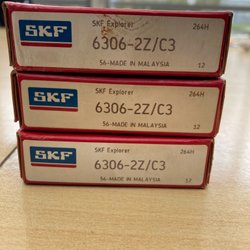 SKF
SKF Explorer
264H
6306-2Z/C3
56-MADE IN MALAYSIA
12
SKF
SKF Explorer
264H
6306-2Z/C3
56-MADE IN MALAYSIA
12
SKF
SKF Explorer
264H
6306-2Z/C3
56-MADE IN MALAYSIA
12